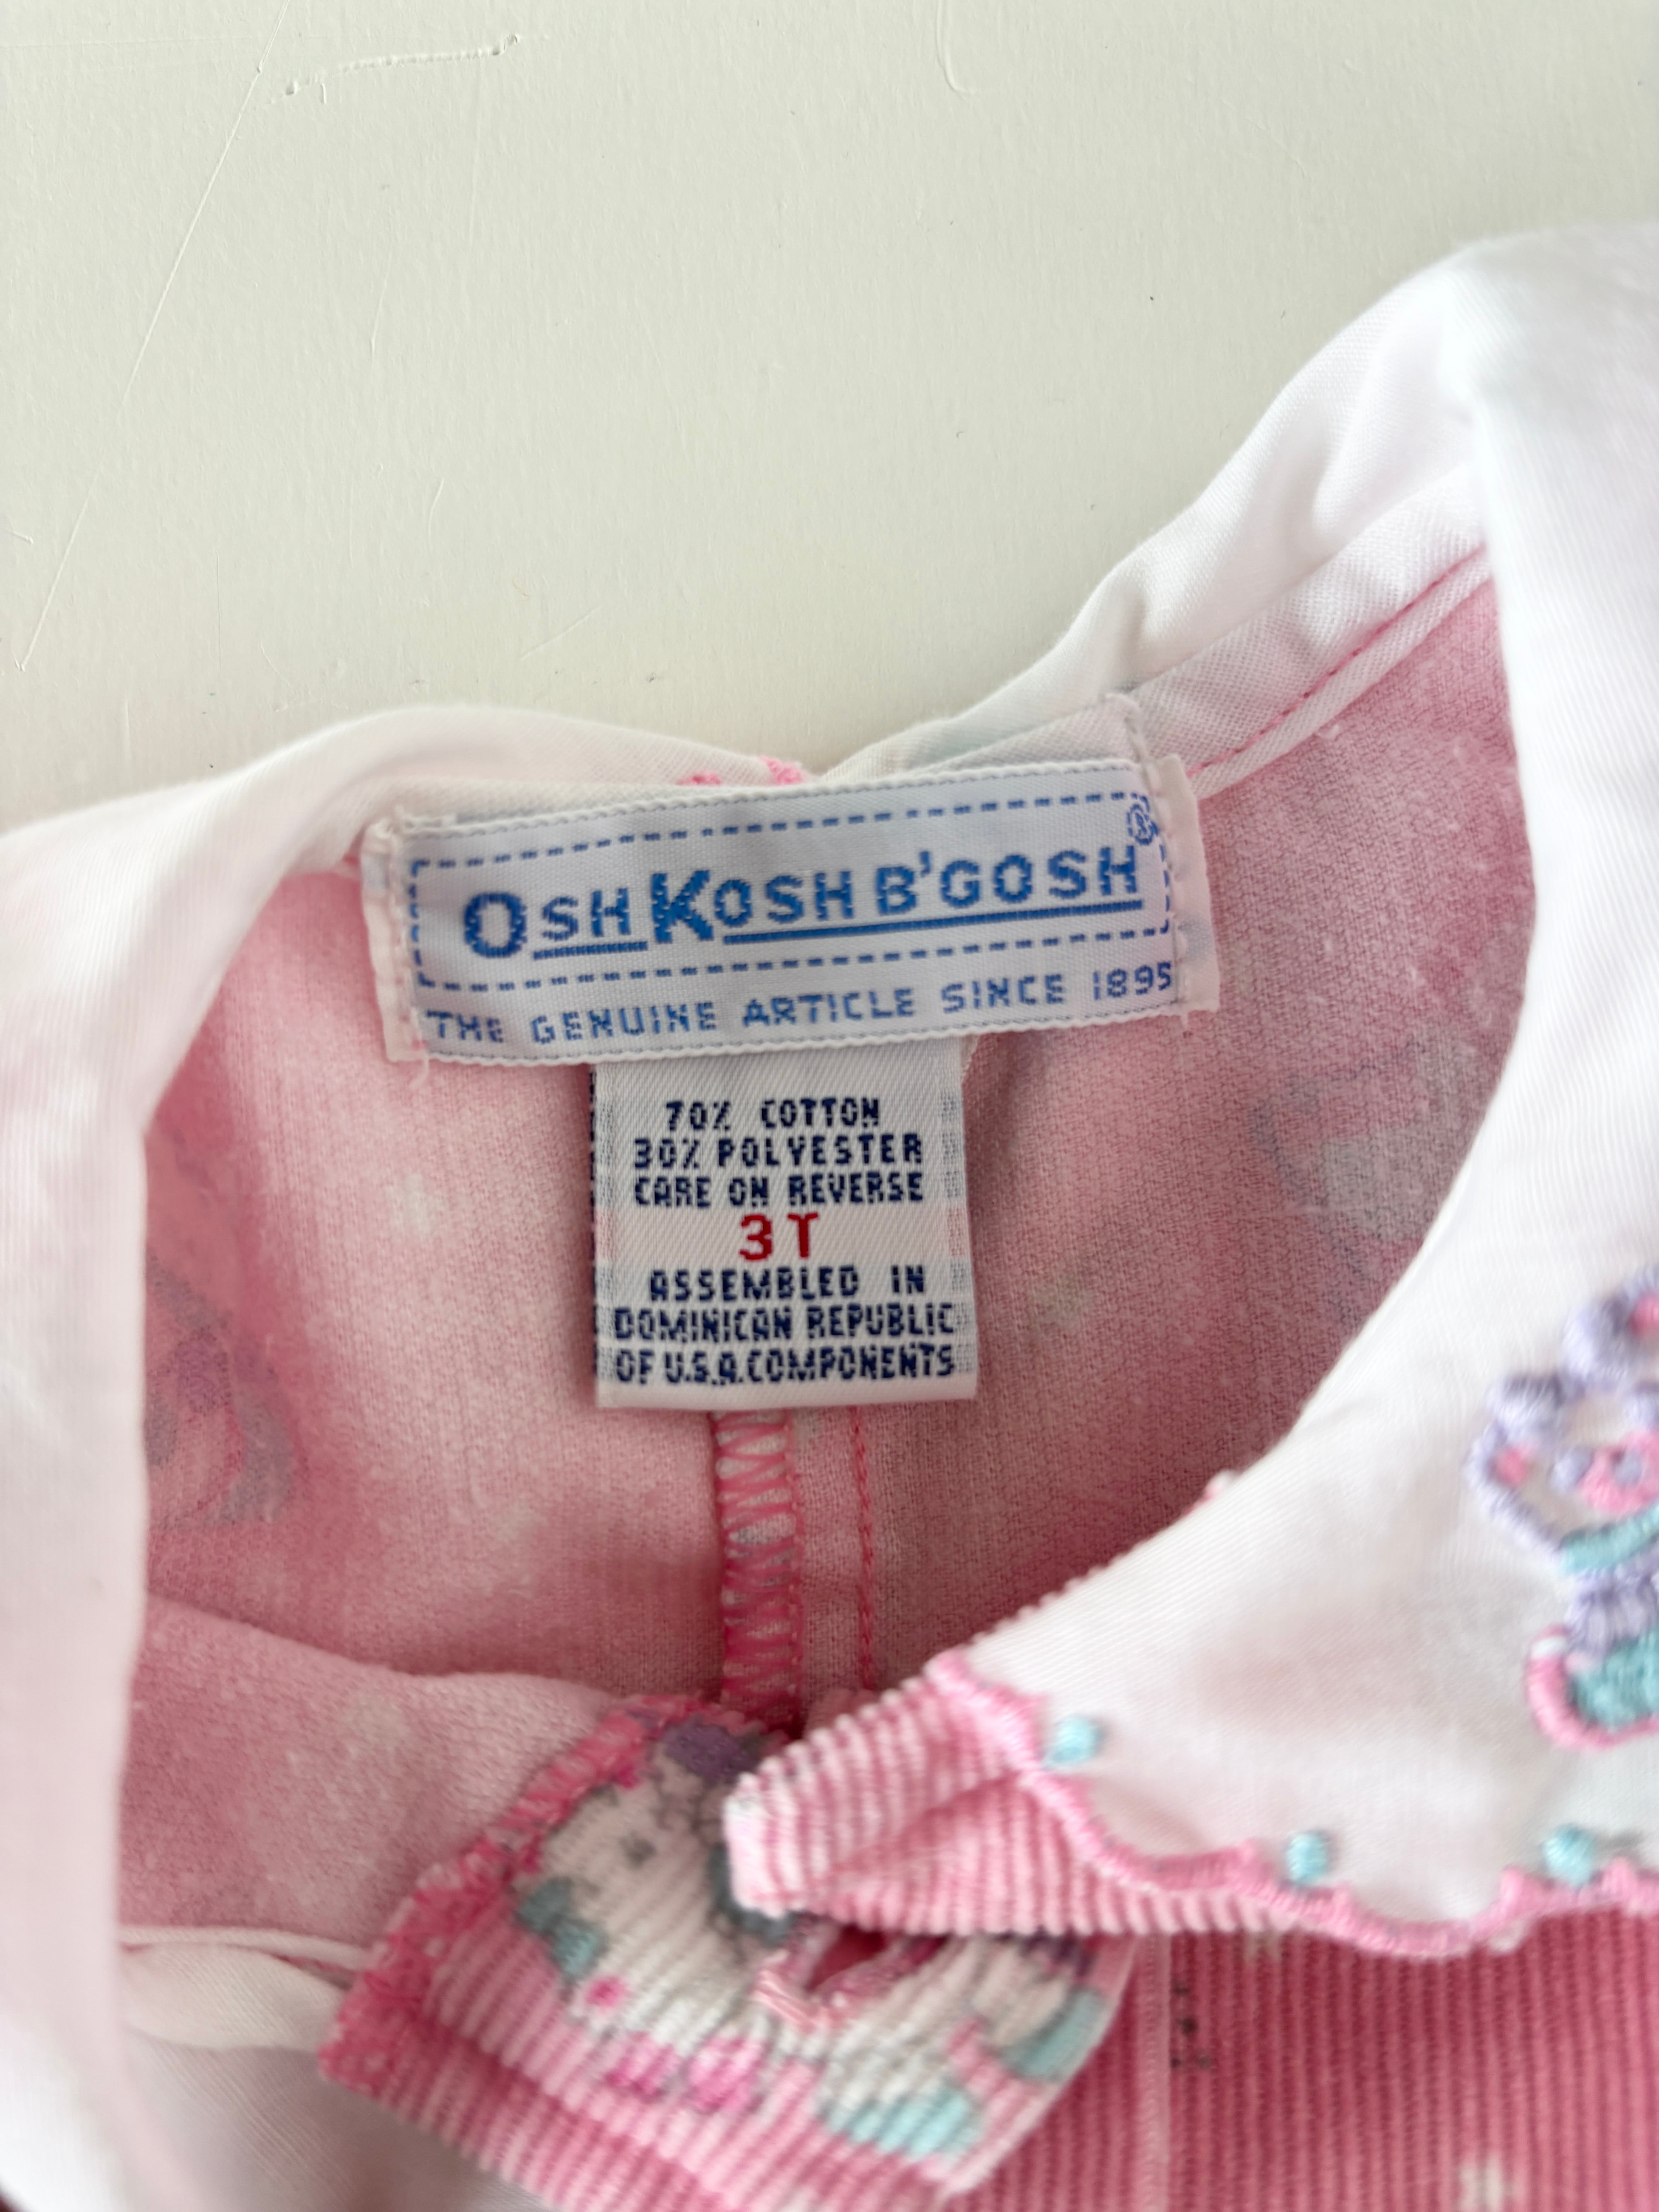 OSHKOSH B'GOSH®
THE GENUINE ARTICLE SINCE 1895
70% COTTON
30% POLYESTER
CARE ON REVERSE
3T
ASSEMBLED IN
DOMINICAN REPUBLIC
OF U.S.A. COMPONENTS